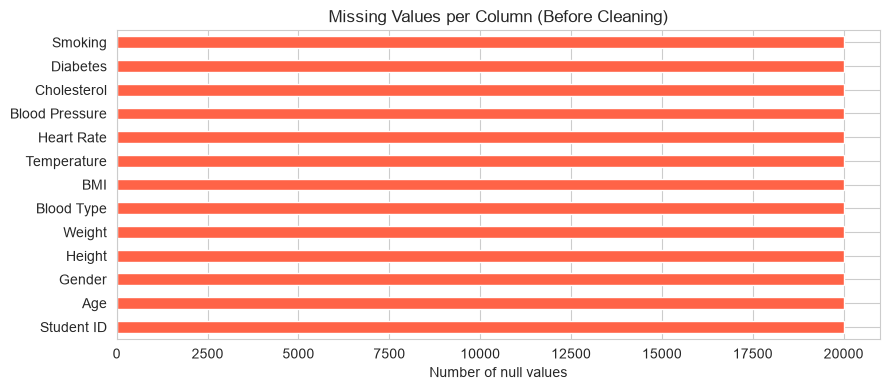 Missing Values per Column (Before Cleaning)
Smoking
Diabetes
Cholesterol
Blood Pressure
Heart Rate
Temperature
BMI
Blood Type
Weight
Height
Gender
Age
Student ID
0 2500 5000 7500 10000 12500 15000 17500 20000
Number of null values